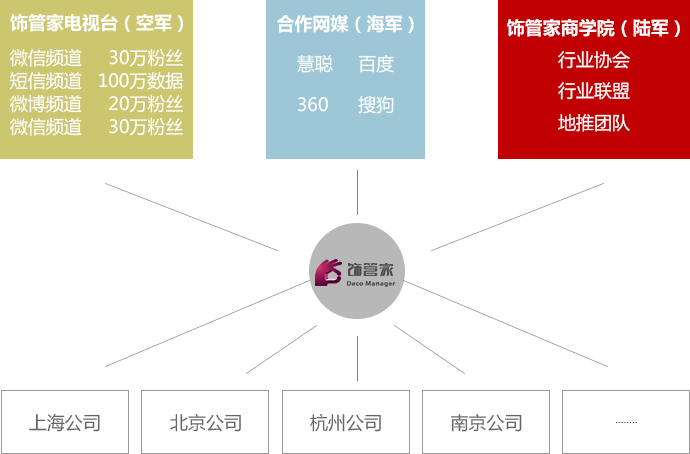 饰管家电视台（空军）
微信频道 30万粉丝
短信频道 100万数据
微博频道 20万粉丝
微信频道 30万粉丝
合作网媒（海军）
慧聪 百度
360 搜狗
饰管家商学院（陆军）
行业协会
行业联盟
地推团队
饰管家
Deco Manager
上海公司
北京公司
杭州公司
南京公司
........